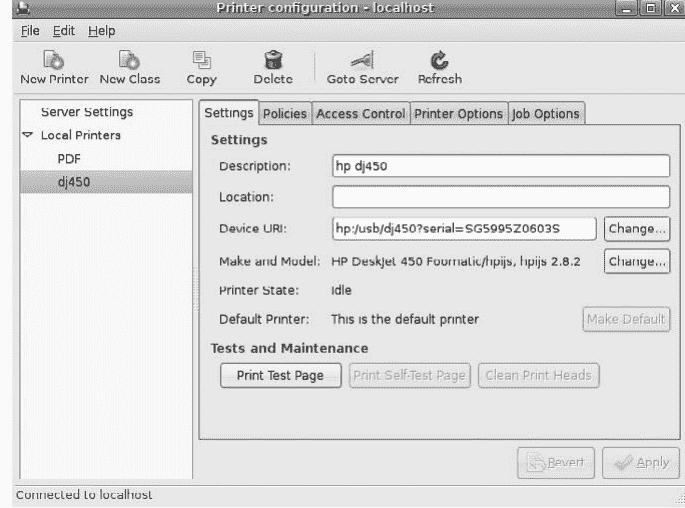 Printer configuration - localhost
File Edit Help
New Printer New Class Copy Delete Goto Server Refresh
Server Settings
Local Printers
PDF
dj450
Settings Policies Access Control Printer Options Job Options
Settings
Description: hp dj450
Location:
Device URI: hp:/usb/dj450?serial=SG5995Z0603S Change...
Make and Model: HP DeskJet 450 Foomatic/hpijs, hpijs 2.8.2 Change...
Printer State: Idle
Default Printer: This is the default printer Make Default
Tests and Maintenance
Print Test Page Print Self-Test Page Clean Print Heads
Revert Apply
Connected to localhost